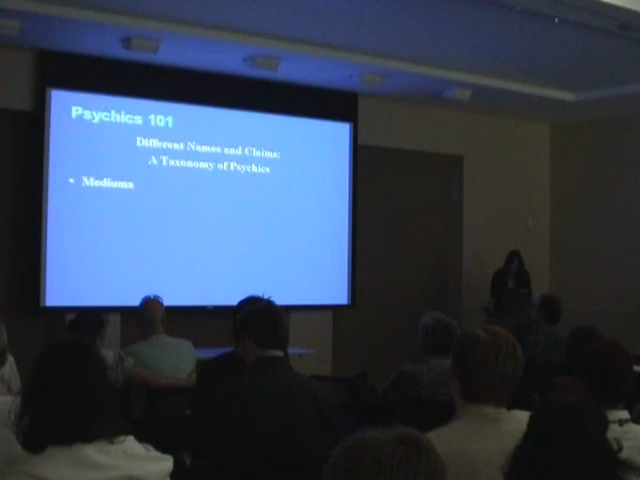 Psychics 101
Different Names and Claims:
A Taxonomy of Psychics
• Mediums